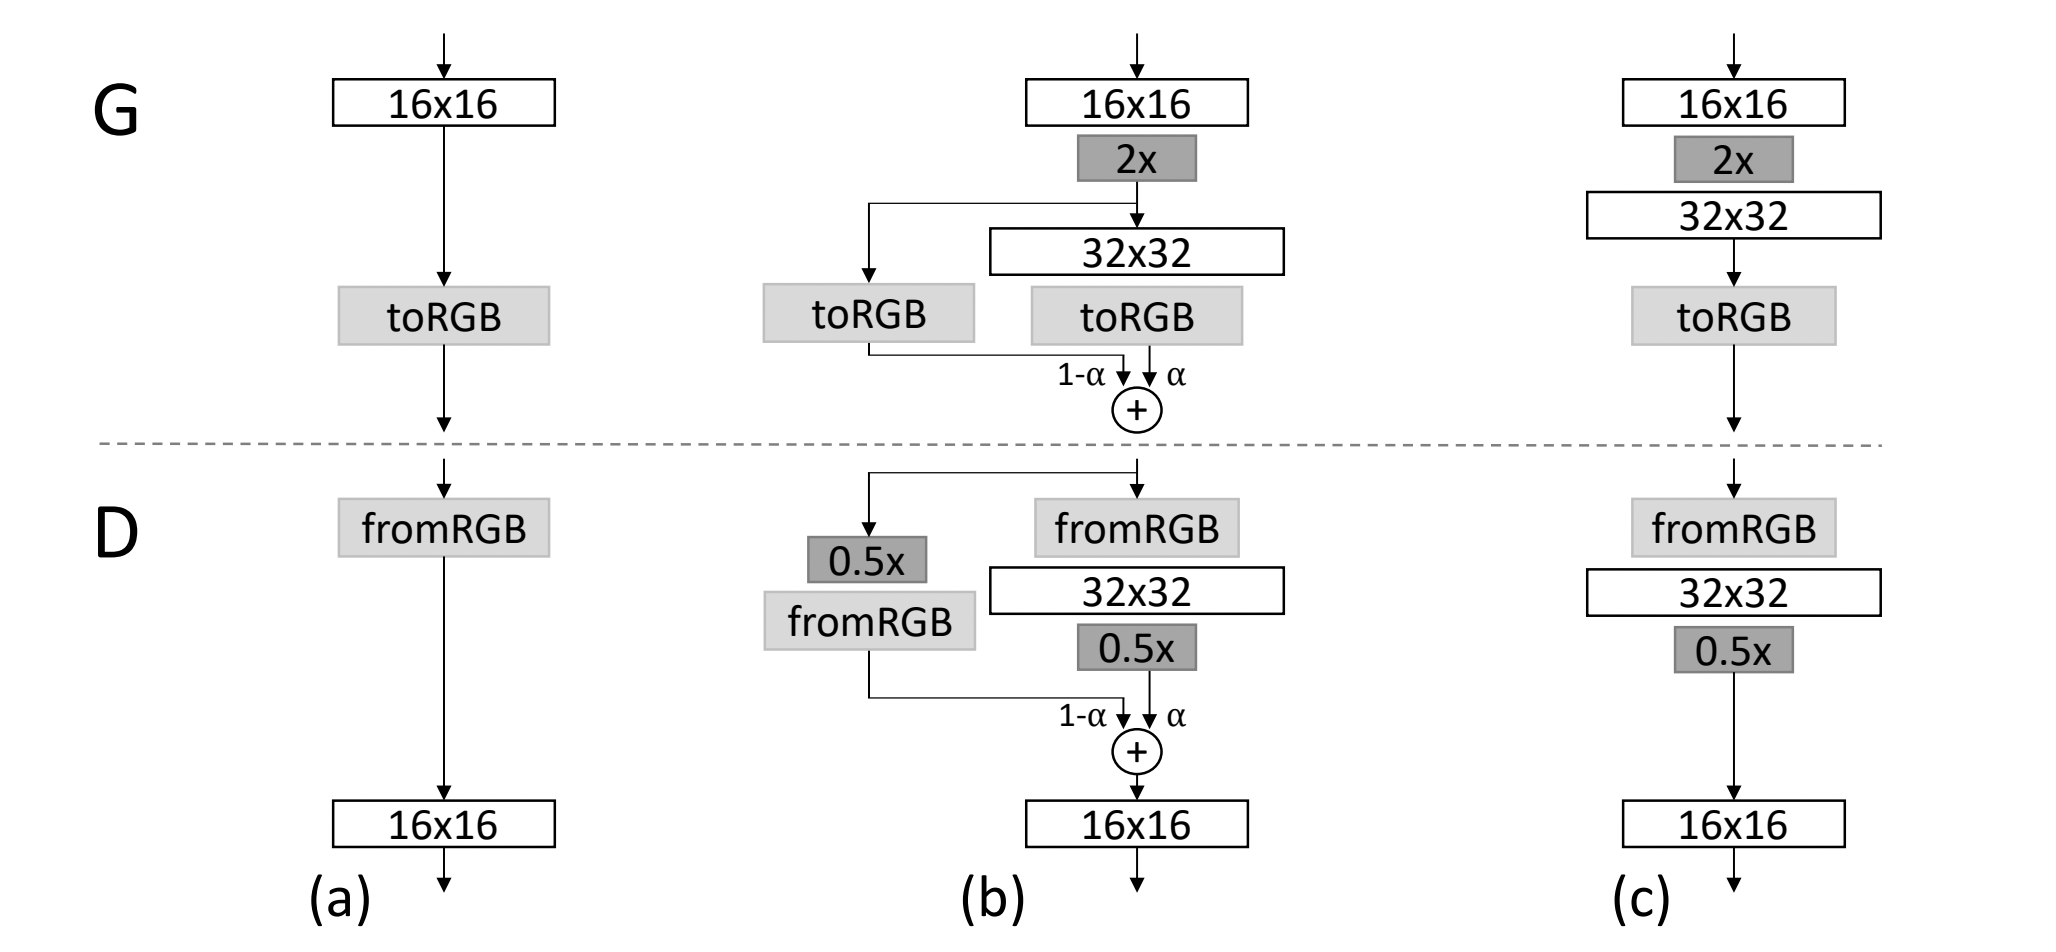 G
16x16
16x16
16x16
2x
2x
32x32
32x32
toRGB
toRGB
toRGB
toRGB
1-α
α
+
D
fromRGB
fromRGB
fromRGB
0.5x
32x32
32x32
fromRGB
0.5x
0.5x
1-α
α
+
16x16
16x16
16x16
(a)
(b)
(c)